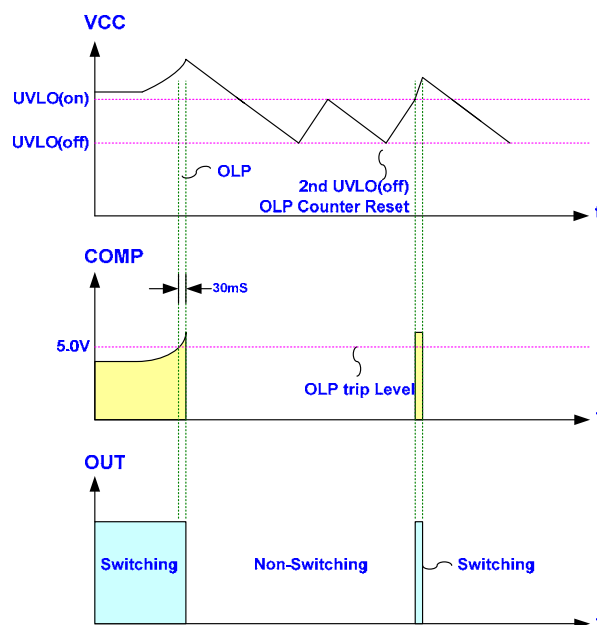 VCC
UVLO(on)
UVLO(off)
OLP
2nd UVLO(off)
OLP Counter Reset
t
COMP
30mS
5.0V
OLP trip Level
OUT
Switching
Non-Switching
Switching